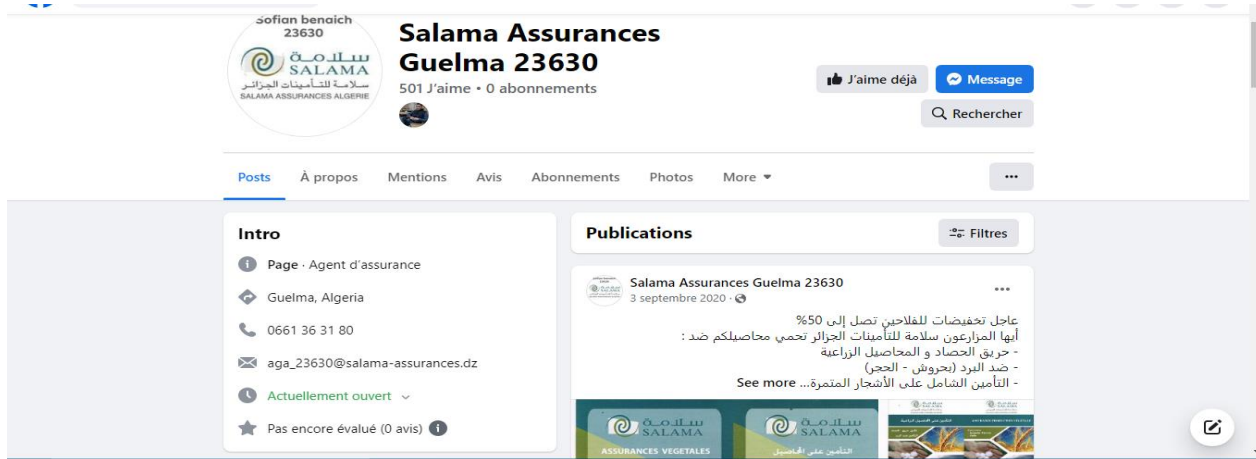 Sofian benaich
23630
سلامة
SALAMA
سلامة للتأمينات الجزائر
SALAMA ASSURANCES ALGERIE
Salama Assurances
Guelma 23630
501 J’aime • 0 abonnements
J’aime déjà
Message
Rechercher
Posts À propos Mentions Avis Abonnements Photos More
Intro
Page · Agent d'assurance
Guelma, Algeria
0661 36 31 80
aga_23630@salama-assurances.dz
Actuellement ouvert
Pas encore évalué (0 avis)
Publications
Filtres
Salama Assurances Guelma 23630
3 septembre 2020 ·
عاجل تخفيضات للفلاحين تصل إلى 50%
أيها المزارعون سلامة للتأمينات الجزائر تحمي محاصيلكم ضد :
- حريق الحصاد و المحاصيل الزراعية
- ضد البرد (بحروش - الحجر)
- التأمين الشامل على الأشجار المتمرة... See more
سلامة
SALAMA
ASSURANCES VEGETALES
سلامة
SALAMA
التأمين على المحاصيل